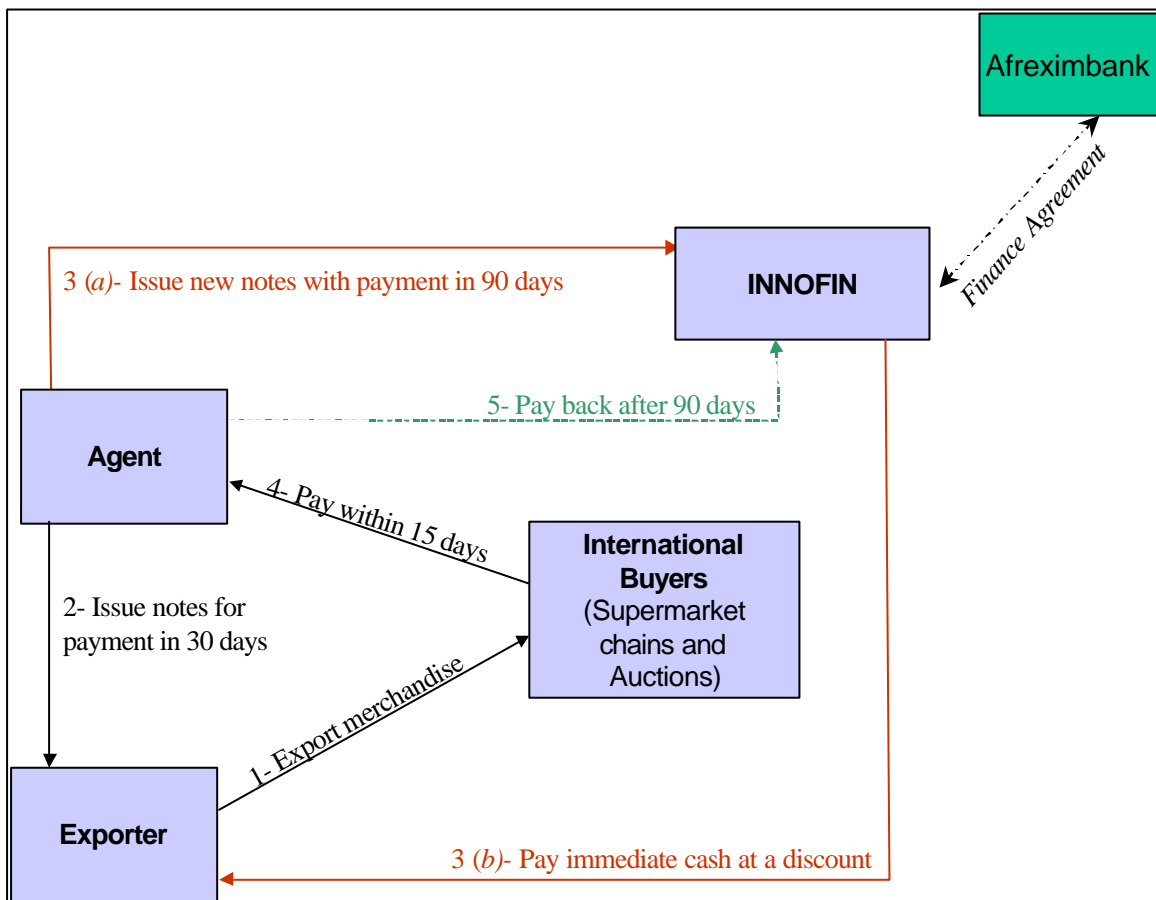 Afreximbank
Finance Agreement
INNOFIN
3 (a)- Issue new notes with payment in 90 days
5- Pay back after 90 days
Agent
4- Pay within 15 days
International
Buyers
(Supermarket
chains and
Auctions)
2- Issue notes for
payment in 30 days
1- Export merchandise
Exporter
3 (b)- Pay immediate cash at a discount